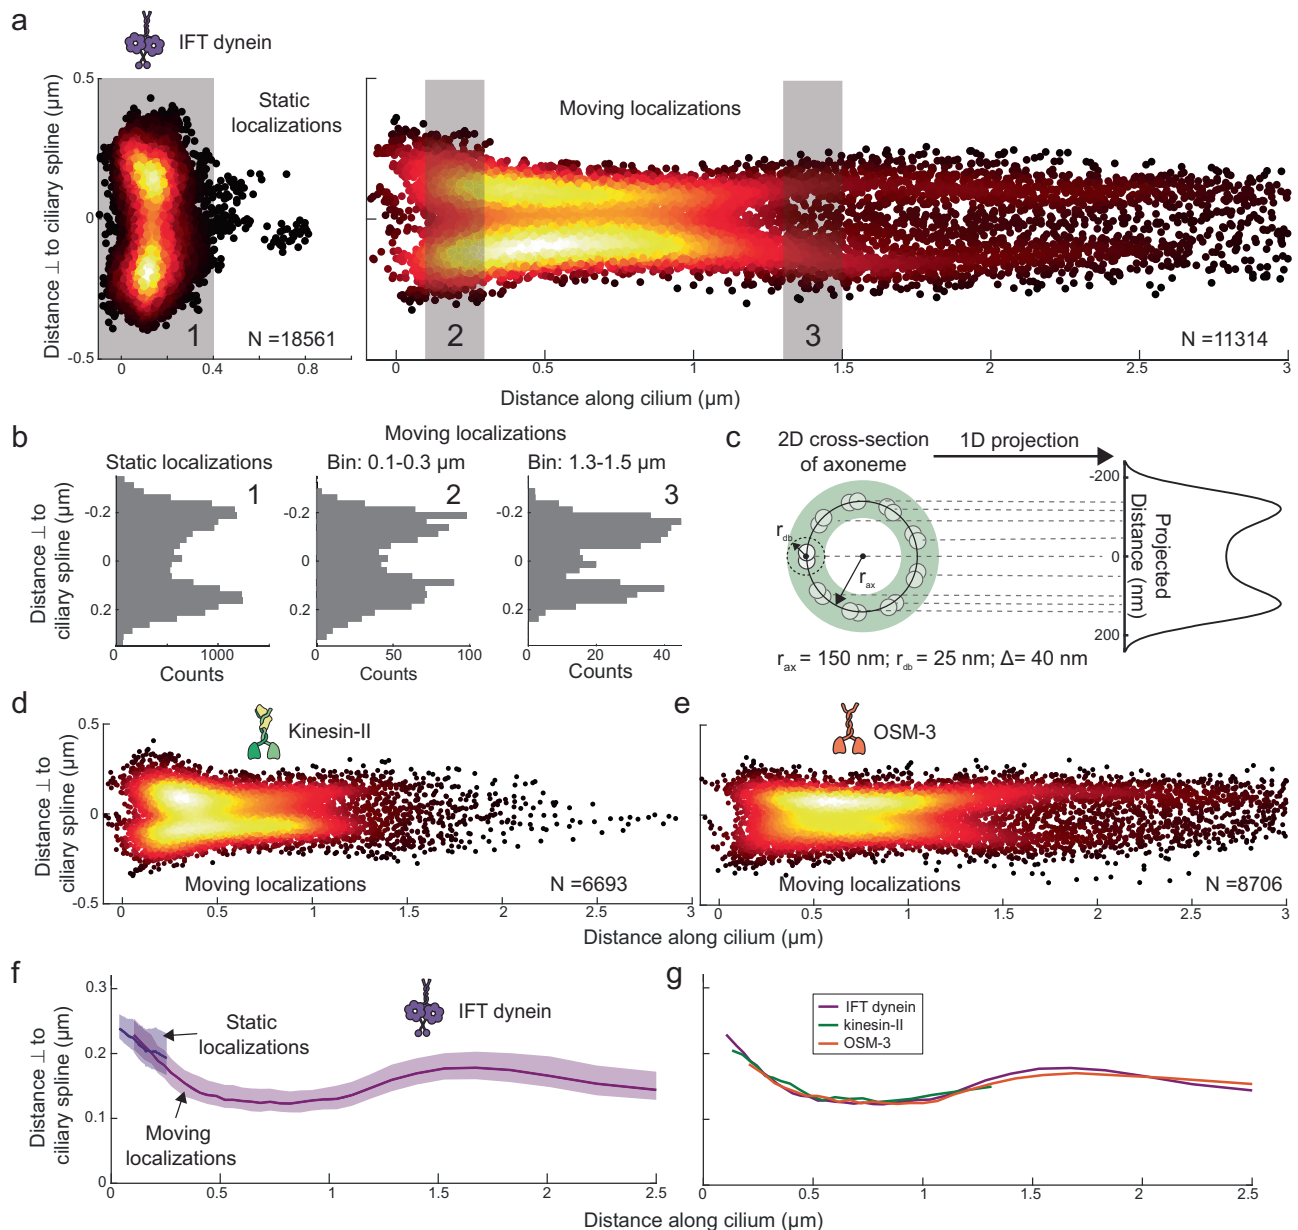 a
IFT dynein
Distance ⊥ to ciliary spline (µm)
0.5
0
-0.5
Static
localizations
1
N =18561
0
0.4
0.8
Moving localizations
2
3
N =11314
0
0.5
1
1.5
2
2.5
3
Distance along cilium (µm)
b
Moving localizations
Static localizations
Bin: 0.1-0.3 µm
Bin: 1.3-1.5 µm
Distance ⊥ to
ciliary spline (µm)
-0.2
0
0.2
1
0
1000
Counts
-0.2
0
0.2
2
0
50
100
Counts
-0.2
0
0.2
3
0
20
40
Counts
c
2D cross-section
of axoneme
1D projection
r_db
r_ax
-200
0
200
Projected
Distance (nm)
r_ax = 150 nm; r_db = 25 nm; Δ= 40 nm
d
Kinesin-II
Distance ⊥ to
ciliary spline (µm)
0.5
0
-0.5
Moving localizations
N =6693
0
0.5
1
1.5
2
2.5
3
e
OSM-3
Moving localizations
N =8706
0
0.5
1
1.5
2
2.5
3
Distance along cilium (µm)
f
IFT dynein
Distance ⊥ to
ciliary spline (µm)
0.3
0.2
0.1
0
Static
localizations
Moving
localizations
0
0.5
1
1.5
2
2.5
g
IFT dynein
kinesin-II
OSM-3
0
0.5
1
1.5
2
2.5
Distance along cilium (µm)